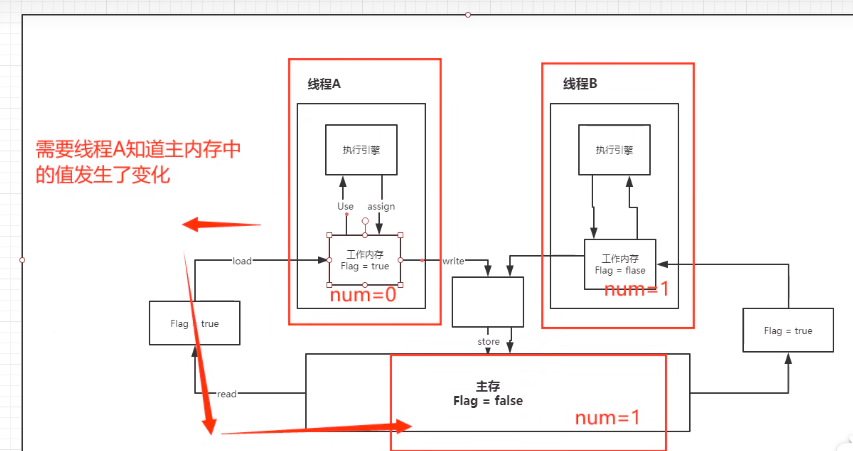 线程A
线程B
需要线程A知道主内存中
的值发生了变化
执行引擎
执行引擎
Use
assign
工作内存
Flag = true
工作内存
Flag = flase
load
write
num=0
num=1
Flag = true
Flag = true
store
主存
Flag = false
read
num=1